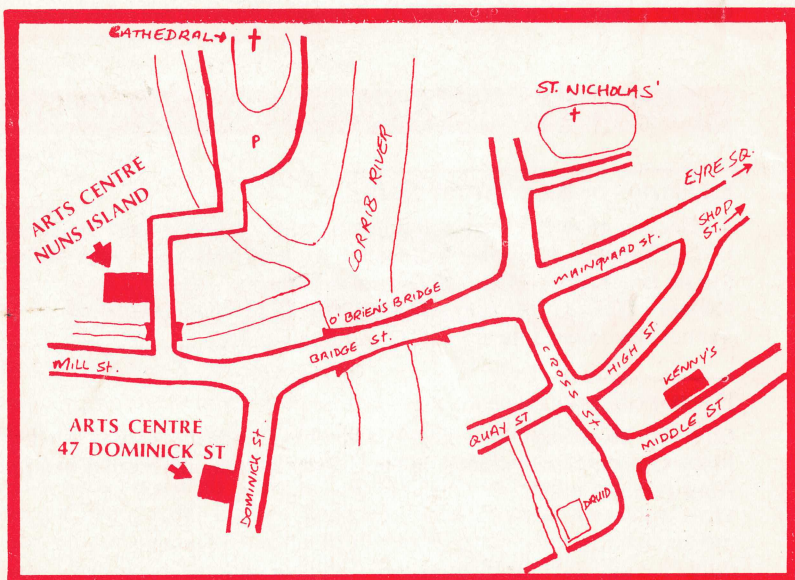 CATHEDRAL
P
ST. NICHOLAS'
CORRIB RIVER
EYRE SQ.
SHOP
ST.
ARTS CENTRE
NUNS ISLAND
MAINGUARD St.
O'BRIEN'S BRIDGE
BRIDGE St.
MILL St.
CROSS St.
HIGH ST
KENNY'S
ARTS CENTRE
47 DOMINICK ST
QUAY ST
MIDDLE ST
DOMINICK St.
DRUID